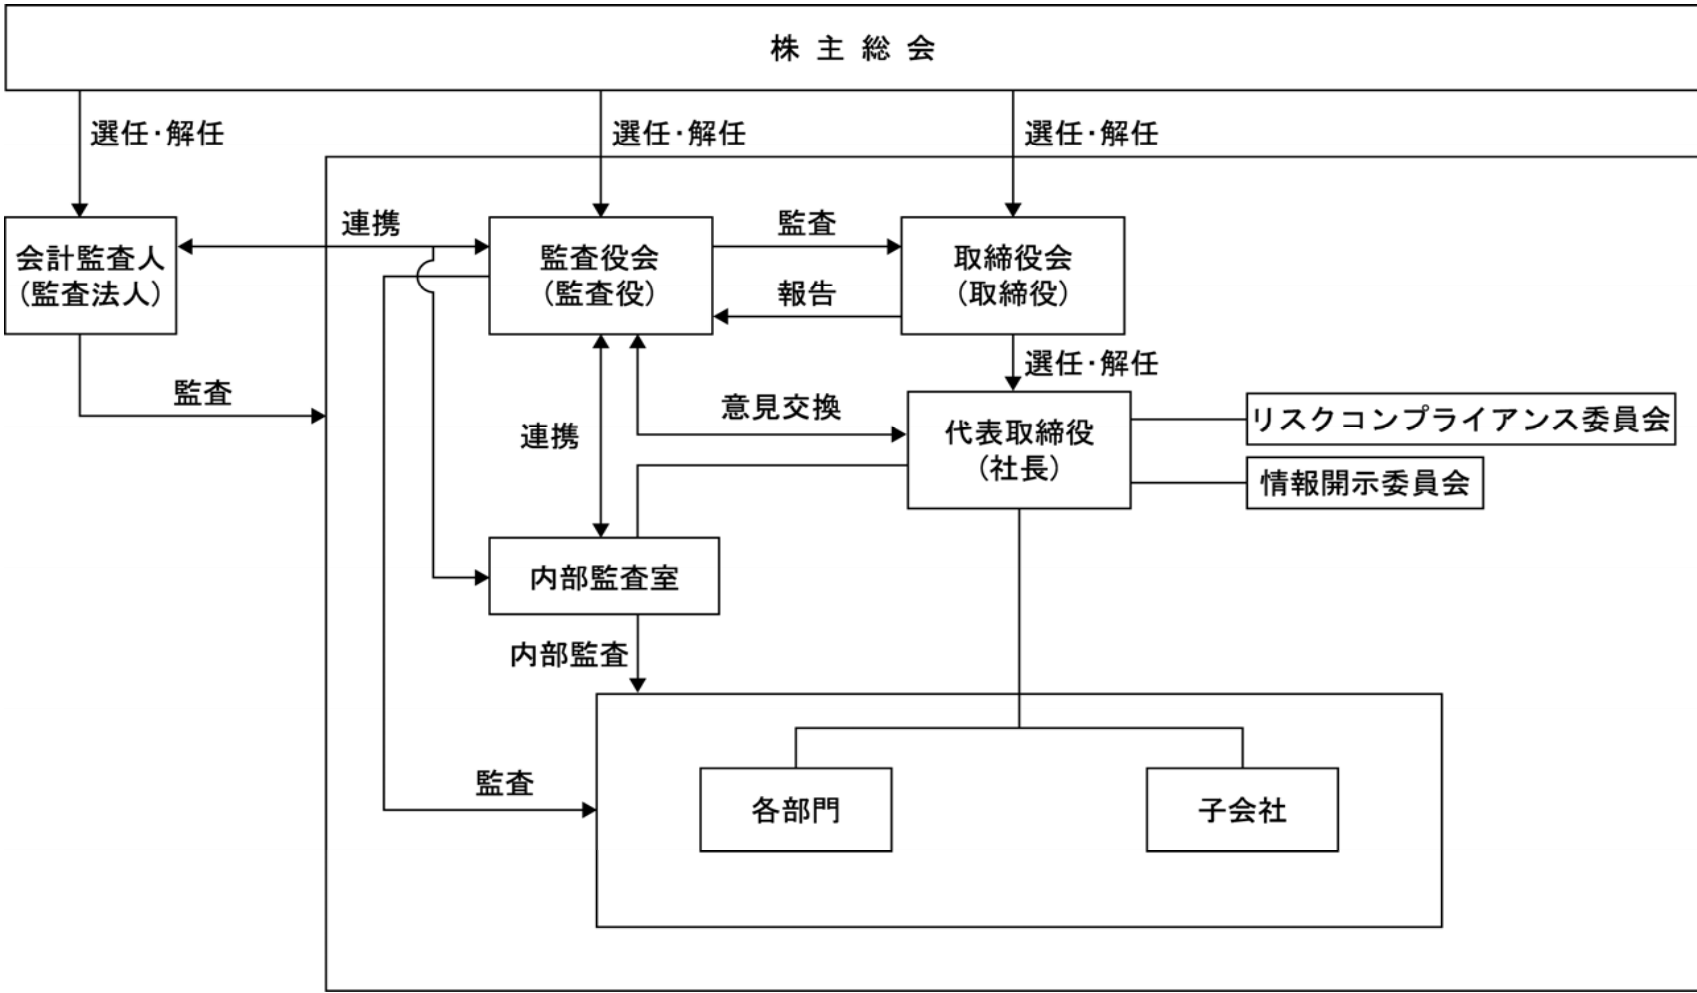 株主総会
選任・解任
選任・解任
選任・解任
連携
監査
会計監査人
(監査法人)
監査役会
(監査役)
取締役会
(取締役)
報告
選任・解任
監査
意見交換
リスクコンプライアンス委員会
連携
代表取締役
(社長)
情報開示委員会
内部監査室
内部監査
監査
各部門
子会社